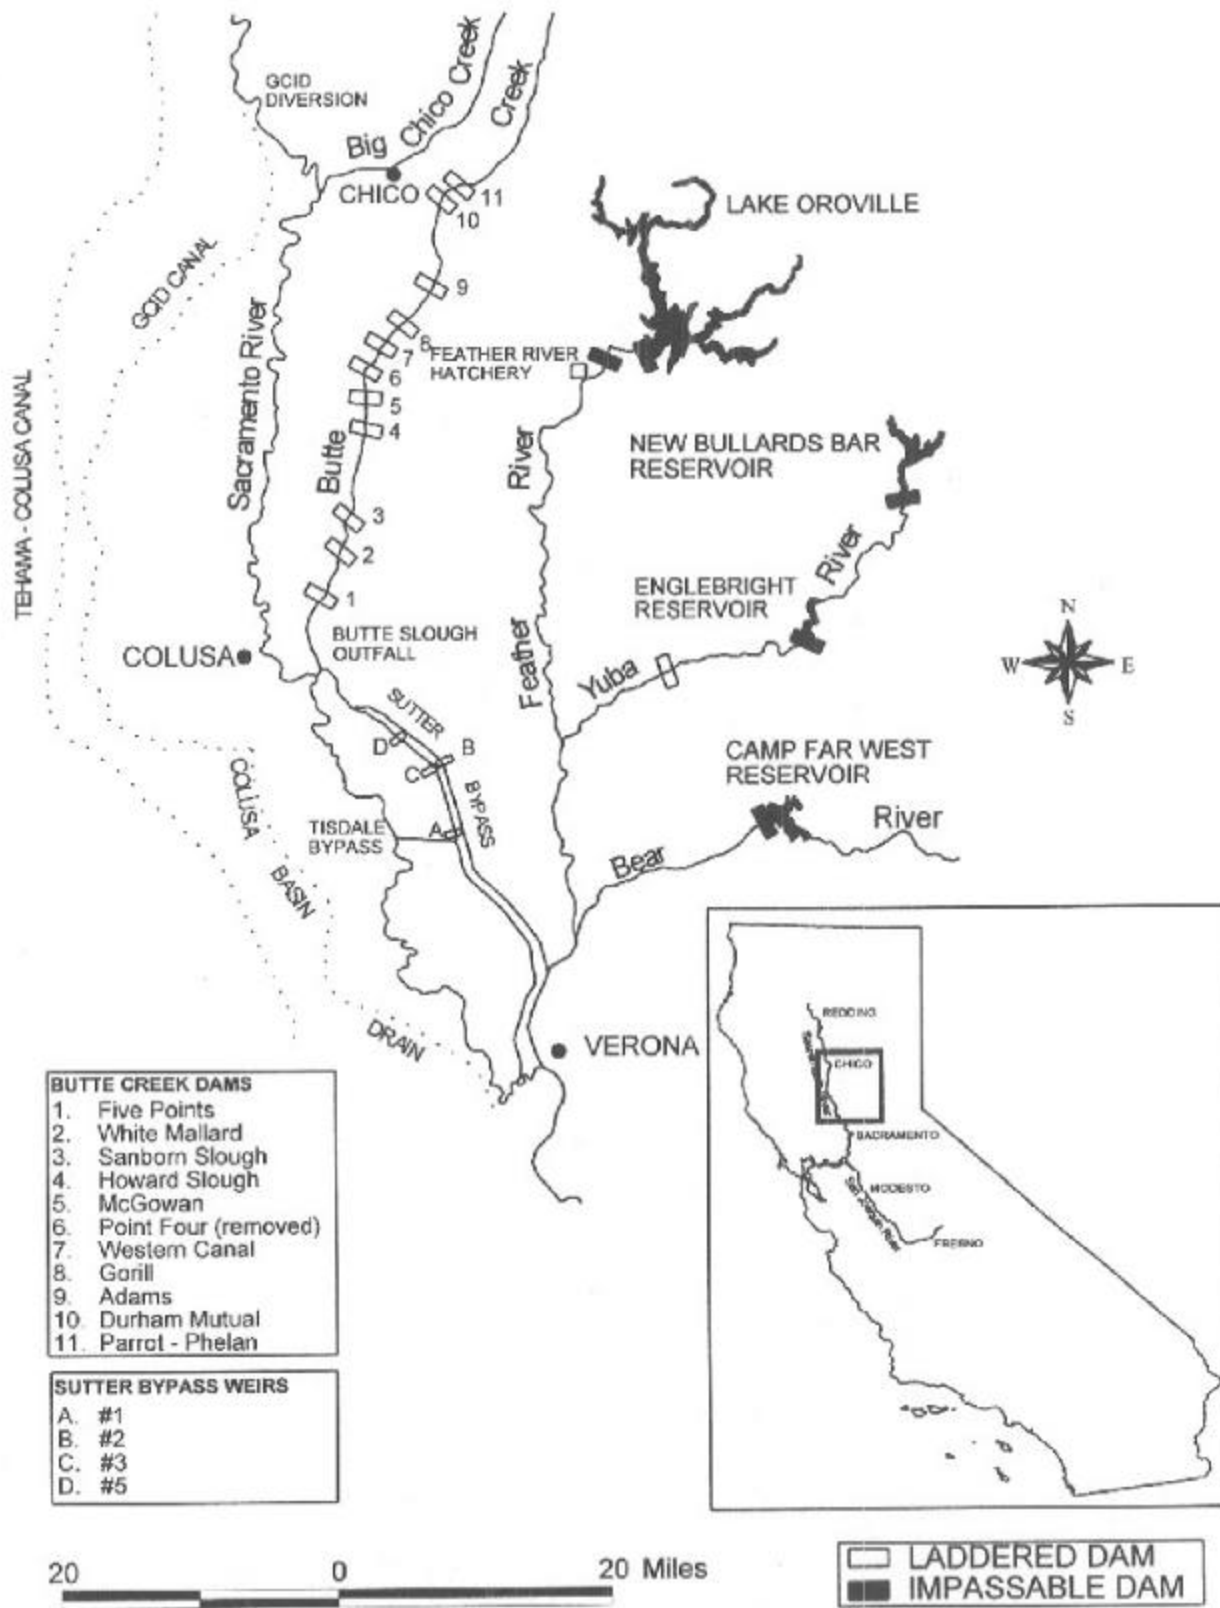 GCID
DIVERSION
Big Chico Creek
Creek
CHICO
11
10
LAKE OROVILLE
GCID CANAL
9
Sacramento River
8
FEATHER RIVER
HATCHERY
7
6
5
4
TEHAMA - COLUSA CANAL
Butte
River
NEW BULLARDS BAR
RESERVOIR
3
2
1
River
ENGLEBRIGHT
RESERVOIR
BUTTE SLOUGH
OUTFALL
COLUSA
Feather
Yuba
N
W
E
S
SUTTER
D
B
C
BYPASS
CAMP FAR WEST
RESERVOIR
COLUSA
TISDALE
BYPASS
A
River
Bear
BASIN
DRAIN
VERONA
REDDING
CHICO
Sacramento River
SACRAMENTO
MODESTO
San Joaquin River
FRESNO
BUTTE CREEK DAMS
1. Five Points
2. White Mallard
3. Sanborn Slough
4. Howard Slough
5. McGowan
6. Point Four (removed)
7. Western Canal
8. Gorill
9. Adams
10. Durham Mutual
11. Parrot - Phelan
SUTTER BYPASS WEIRS
A. #1
B. #2
C. #3
D. #5
20 0 20 Miles
LADDERED DAM
IMPASSABLE DAM